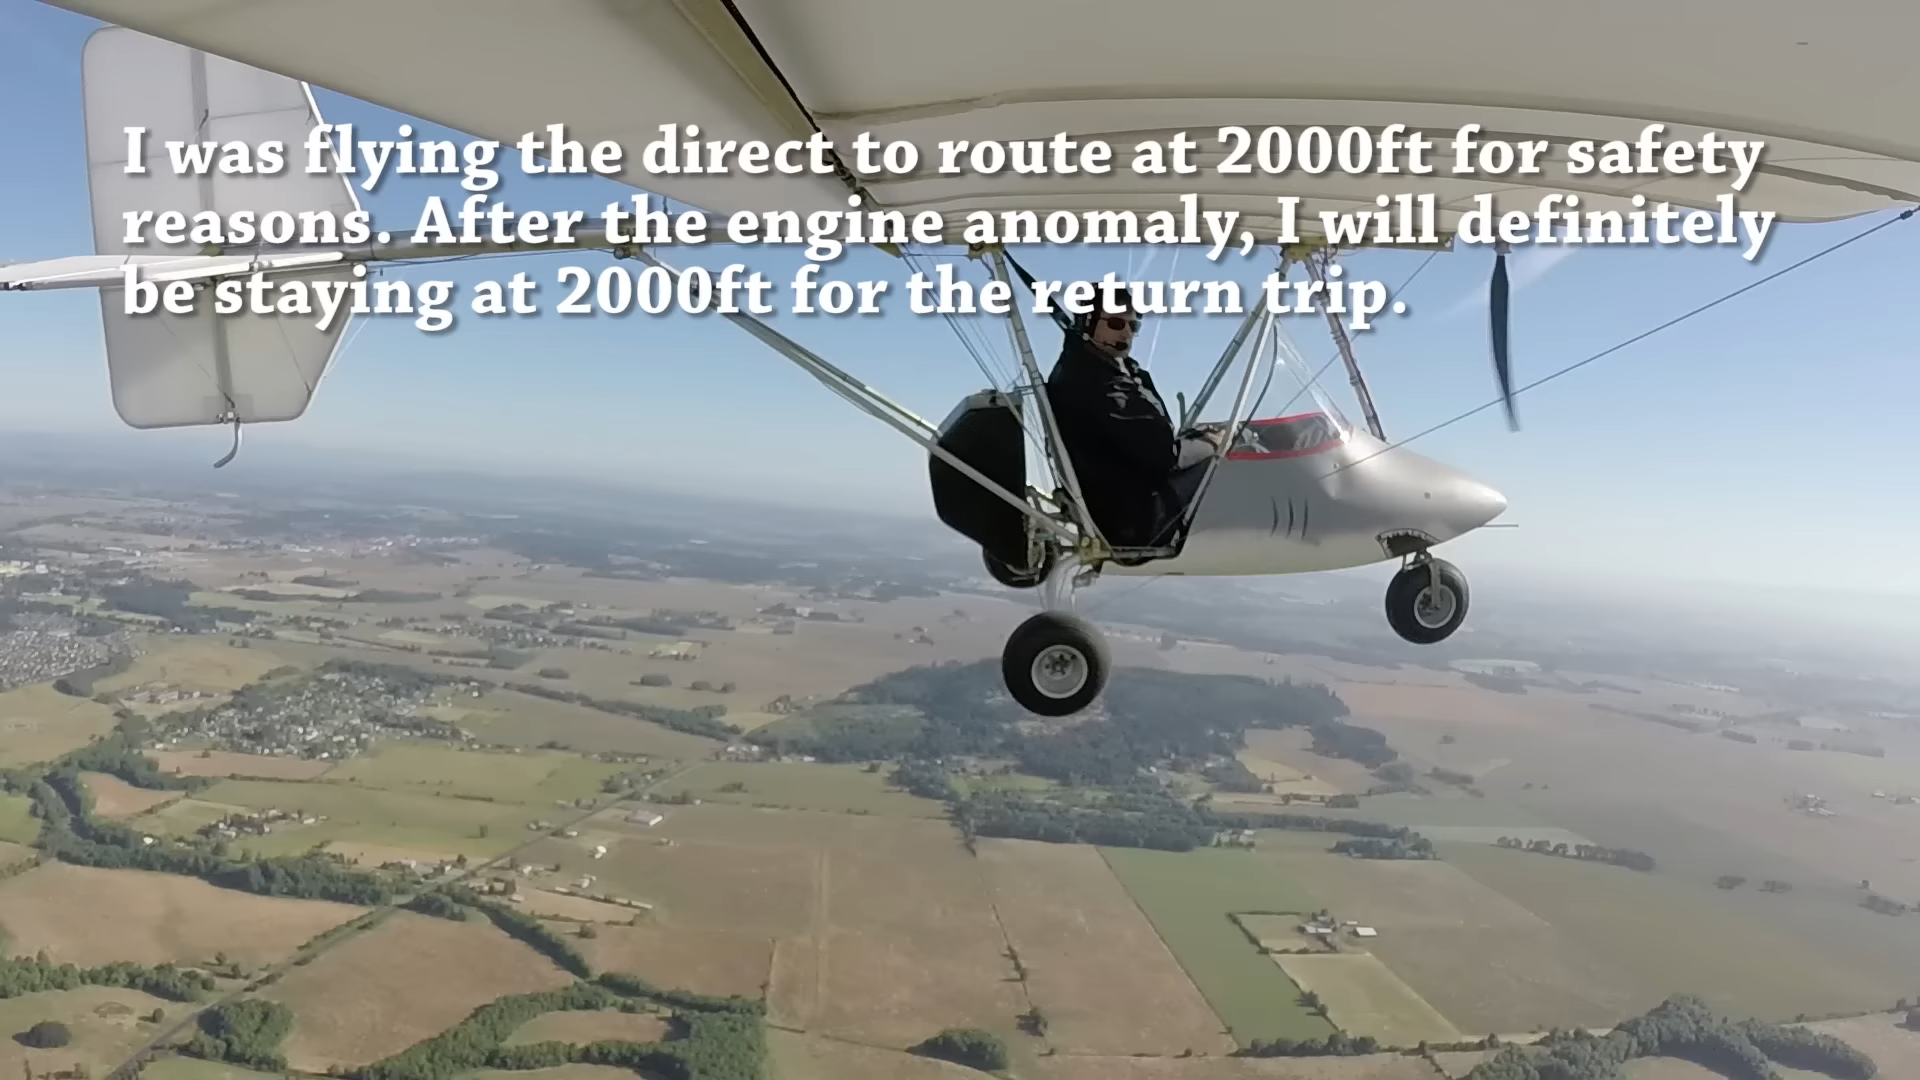 I was flying the direct to route at 2000ft for safety
reasons. After the engine anomaly, I will definitely
be staying at 2000ft for the return trip.